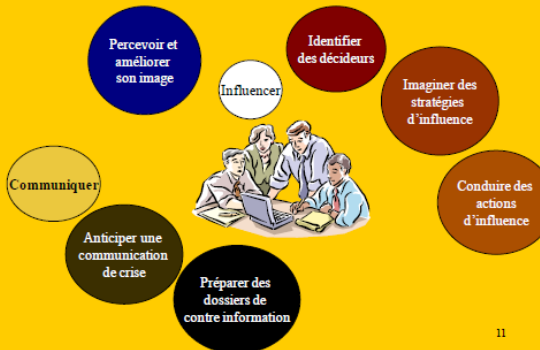 Percevoir et
améliorer
son image
Influencer
Identifier
des décideurs
Imaginer des
stratégies
d’influence
Communiquer
Conduire des
actions
d’influence
Anticiper une
communication
de crise
Préparer des
dossiers de
contre information
11